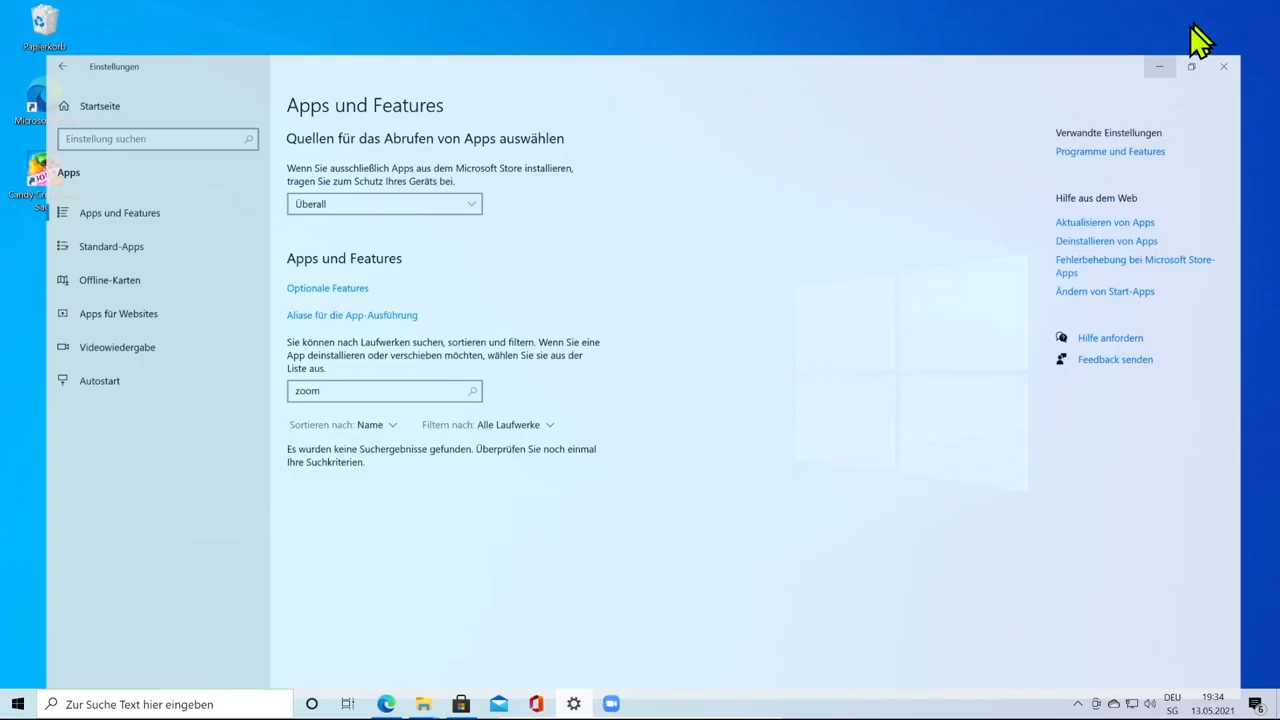 Papierkorb
Einstellungen
Startseite
Einstellung suchen
Apps
Apps und Features
Standard-Apps
Offline-Karten
Apps für Websites
Videowiedergabe
Autostart
Apps und Features
Quellen für das Abrufen von Apps auswählen
Wenn Sie ausschließlich Apps aus dem Microsoft Store installieren,
tragen Sie zum Schutz Ihres Geräts bei.
Überall
Apps und Features
Optionale Features
Aliase für die App-Ausführung
Sie können nach Laufwerken suchen, sortieren und filtern. Wenn Sie eine
App deinstallieren oder verschieben möchten, wählen Sie sie aus der
Liste aus.
zoom
Sortieren nach: Name Filtern nach: Alle Laufwerke
Es wurden keine Suchergebnisse gefunden. Überprüfen Sie noch einmal
Ihre Suchkriterien.
Verwandte Einstellungen
Programme und Features
Hilfe aus dem Web
Aktualisieren von Apps
Deinstallieren von Apps
Fehlerbehebung bei Microsoft Store-
Apps
Ändern von Start-Apps
Hilfe anfordern
Feedback senden
Zur Suche Text hier eingeben
DEU
SG
19:34
13.05.2021
6